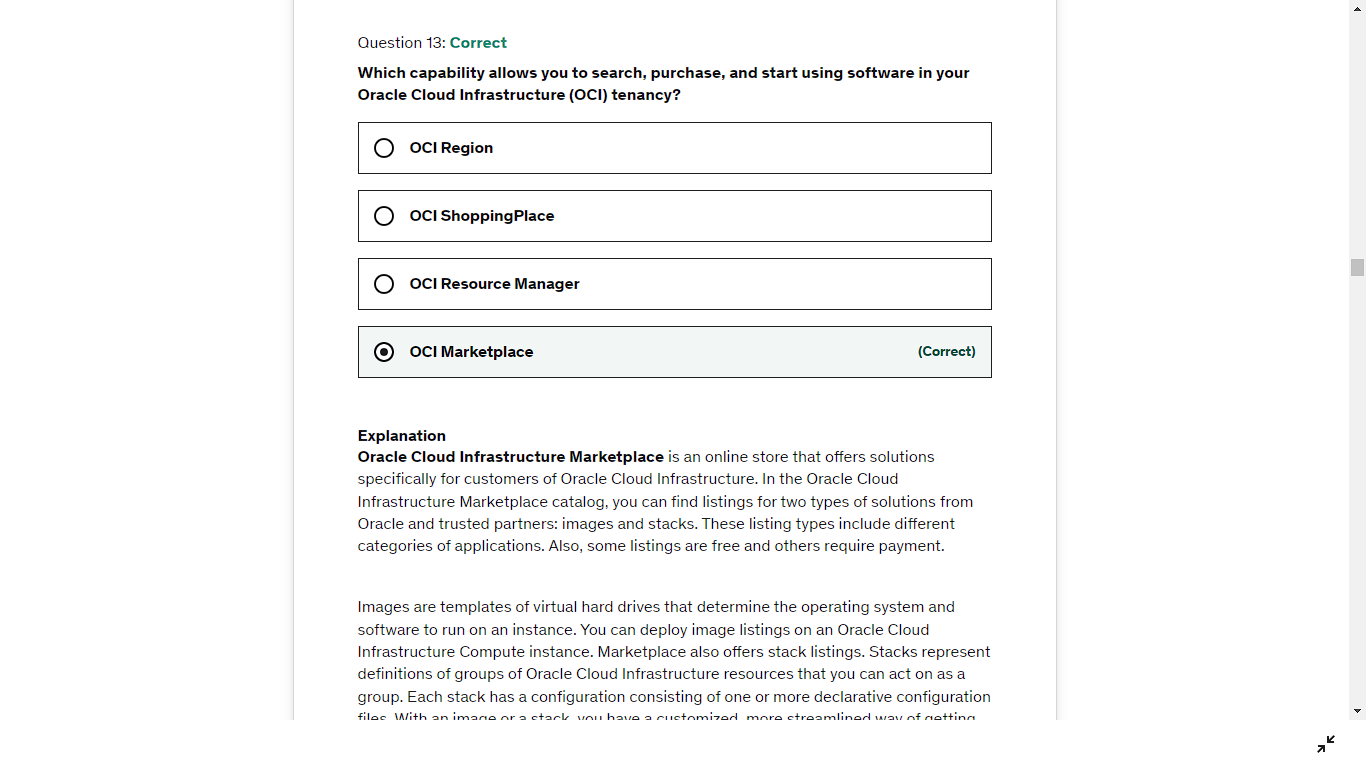 Question 13: Correct
Which capability allows you to search, purchase, and start using software in your
Oracle Cloud Infrastructure (OCI) tenancy?
OCI Region
OCI ShoppingPlace
OCI Resource Manager
OCI Marketplace (Correct)
Explanation
Oracle Cloud Infrastructure Marketplace is an online store that offers solutions
specifically for customers of Oracle Cloud Infrastructure. In the Oracle Cloud
Infrastructure Marketplace catalog, you can find listings for two types of solutions from
Oracle and trusted partners: images and stacks. These listing types include different
categories of applications. Also, some listings are free and others require payment.
Images are templates of virtual hard drives that determine the operating system and
software to run on an instance. You can deploy image listings on an Oracle Cloud
Infrastructure Compute instance. Marketplace also offers stack listings. Stacks represent
definitions of groups of Oracle Cloud Infrastructure resources that you can act on as a
group. Each stack has a configuration consisting of one or more declarative configuration
files. With an image or a stack, you have a customized, more streamlined way of getting